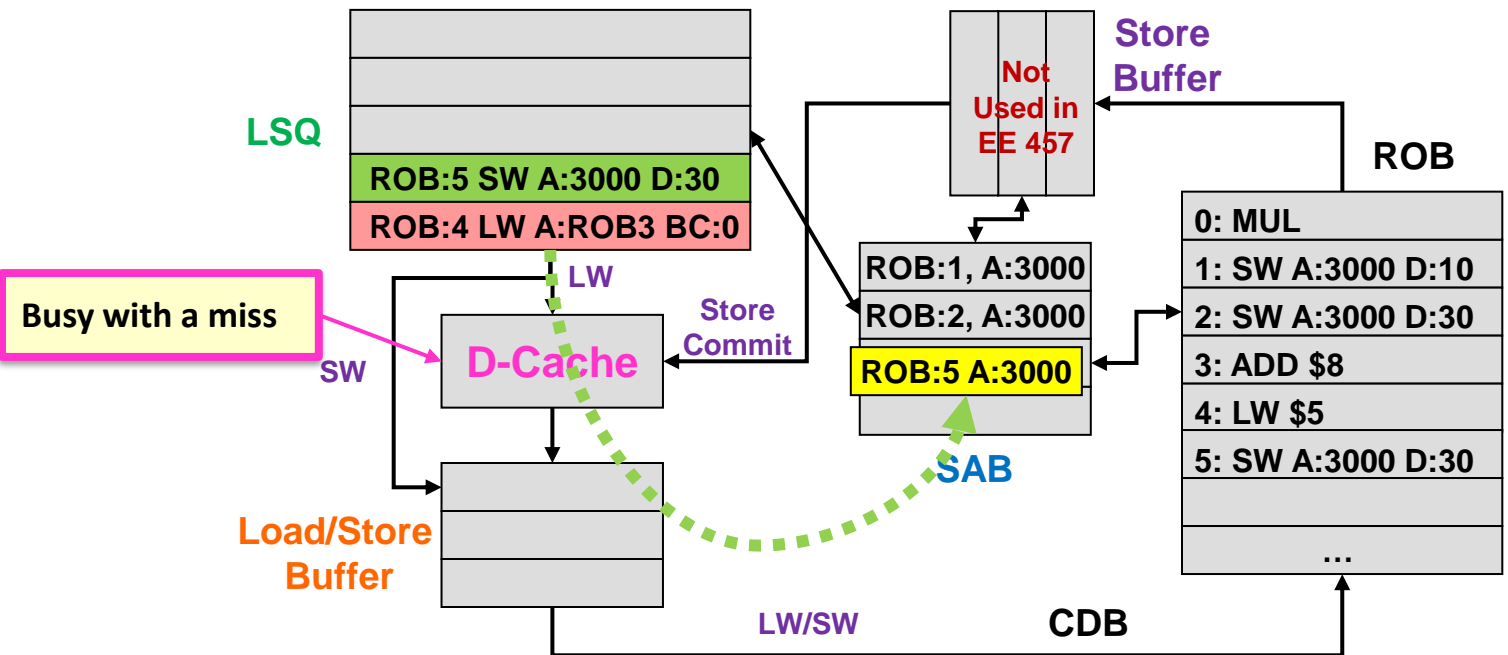 LSQ
ROB:5 SW A:3000 D:30
ROB:4 LW A:ROB3 BC:0
Busy with a miss
LW
SW
D-Cache
Store
Commit
Load/Store
Buffer
Not
Used in
EE 457
Store
Buffer
ROB:1, A:3000
ROB:2, A:3000
ROB:5 A:3000
SAB
ROB
0: MUL
1: SW A:3000 D:10
2: SW A:3000 D:30
3: ADD $8
4: LW $5
5: SW A:3000 D:30
...
LW/SW
CDB